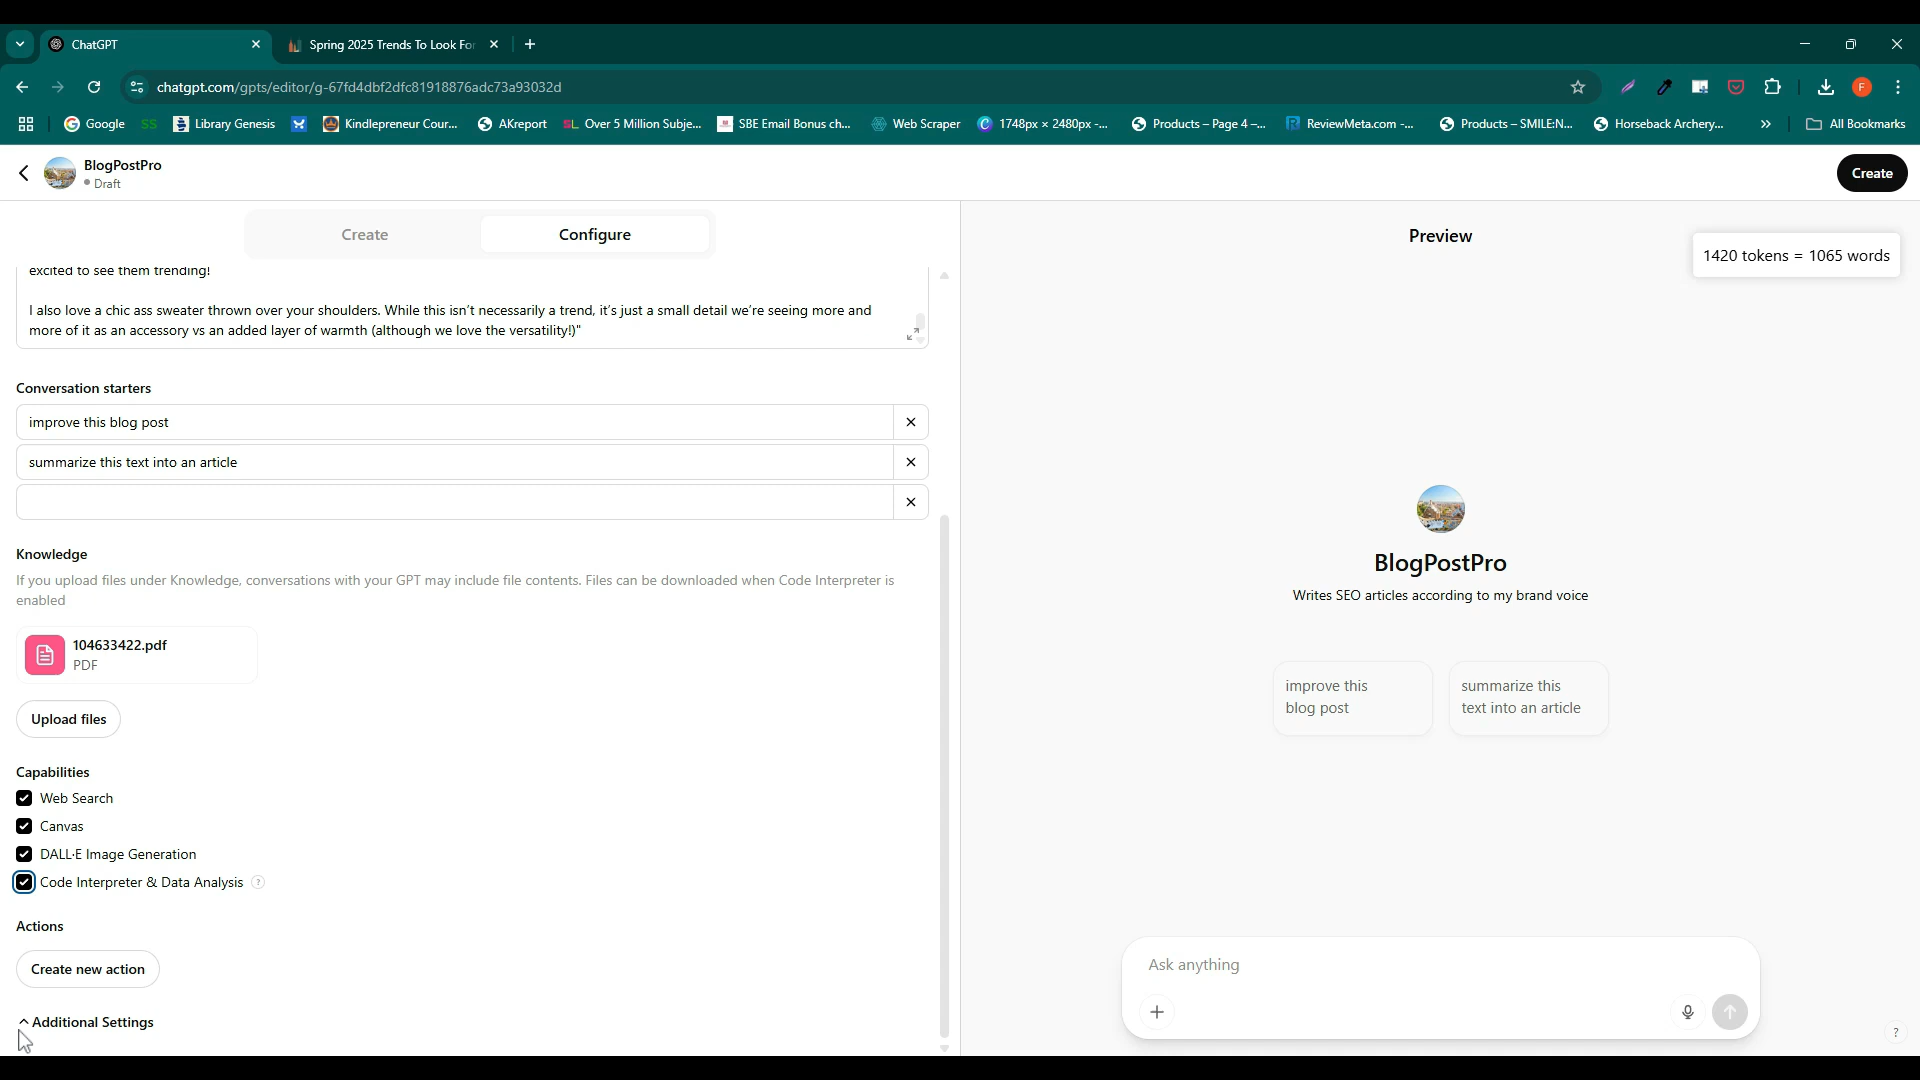 ChatGPT
Spring 2025 Trends To Look For
chatgpt.com/gpts/editor/g-67fd4dbf2dfc81918876adc73a93032d
F
Google
SS
Library Genesis
Kindlepreneur Cour...
AKreport
SL Over 5 Million Subje...
SBE Email Bonus ch...
Web Scraper
1748px × 2480px -...
Products – Page 4 –...
ReviewMeta.com -...
Products – SMILE:N...
Horseback Archery...
All Bookmarks
BlogPostPro
Draft
Create
Create
Configure
Preview
1420 tokens = 1065 words
excited to see them trending!
I also love a chic ass sweater thrown over your shoulders. While this isn't necessarily a trend, it's just a small detail we're seeing more and
more of it as an accessory vs an added layer of warmth (although we love the versatility!)"
Conversation starters
improve this blog post
summarize this text into an article
Knowledge
If you upload files under Knowledge, conversations with your GPT may include file contents. Files can be downloaded when Code Interpreter is
enabled
104633422.pdf
PDF
Upload files
Capabilities
Web Search
Canvas
DALL·E Image Generation
Code Interpreter & Data Analysis ?
Actions
Create new action
Additional Settings
BlogPostPro
Writes SEO articles according to my brand voice
improve this
blog post
summarize this
text into an article
Ask anything
?